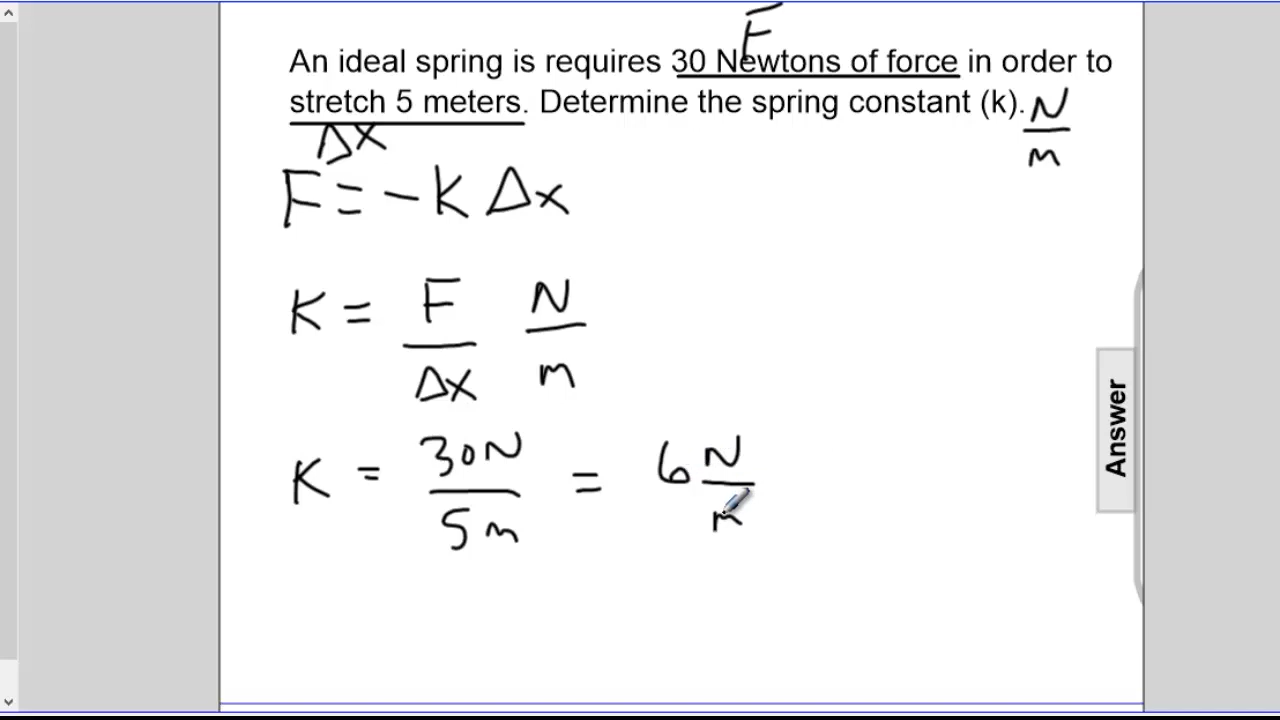 F
An ideal spring is requires 30 Newtons of force in order to
stretch 5 meters. Determine the spring constant (k). N/m
Δx
F = -K Δx
K = F/Δx N/m
K = 30N/5m = 6 N/m
Answer